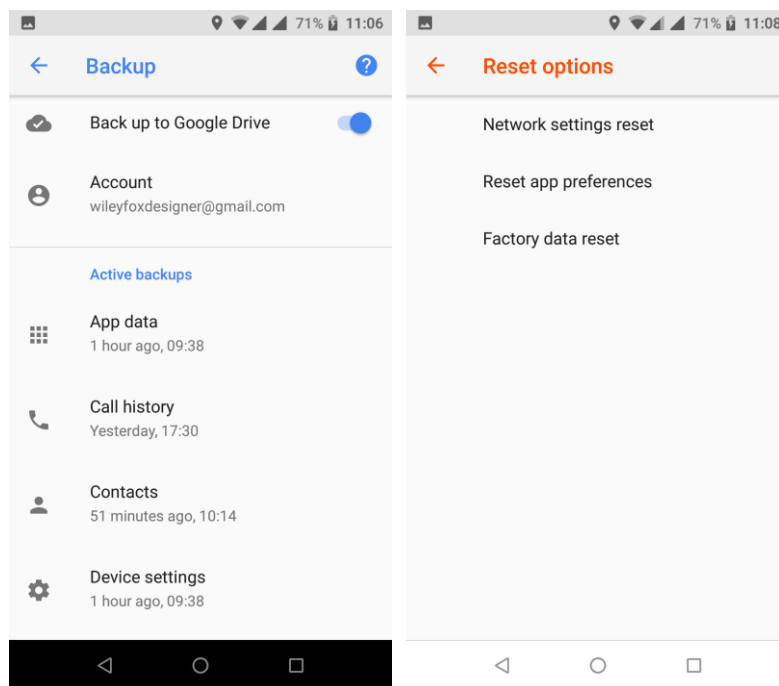 71% 11:06
Backup
Back up to Google Drive
Account
wileyfoxdesigner@gmail.com
Active backups
App data
1 hour ago, 09:38
Call history
Yesterday, 17:30
Contacts
51 minutes ago, 10:14
Device settings
1 hour ago, 09:38
71% 11:08
Reset options
Network settings reset
Reset app preferences
Factory data reset